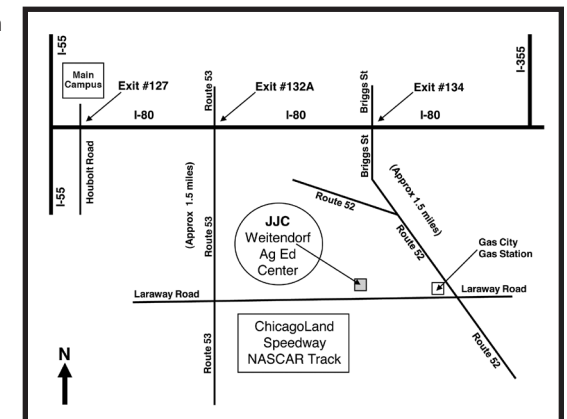 I-55
I-355
Main
Campus
Exit #127
Route 53
Exit #132A
Briggs St
Exit #134
I-80
I-80
I-80
Houbolt Road
I-55
Briggs St
(Approx 1.5 miles)
Route 53
(Approx 1.5 miles)
Route 52
Route 52
JJC
Weitendorf
Ag Ed
Center
Gas City
Gas Station
Laraway Road
Laraway Road
ChicagoLand
Speedway
NASCAR Track
Route 53
Route 52
N